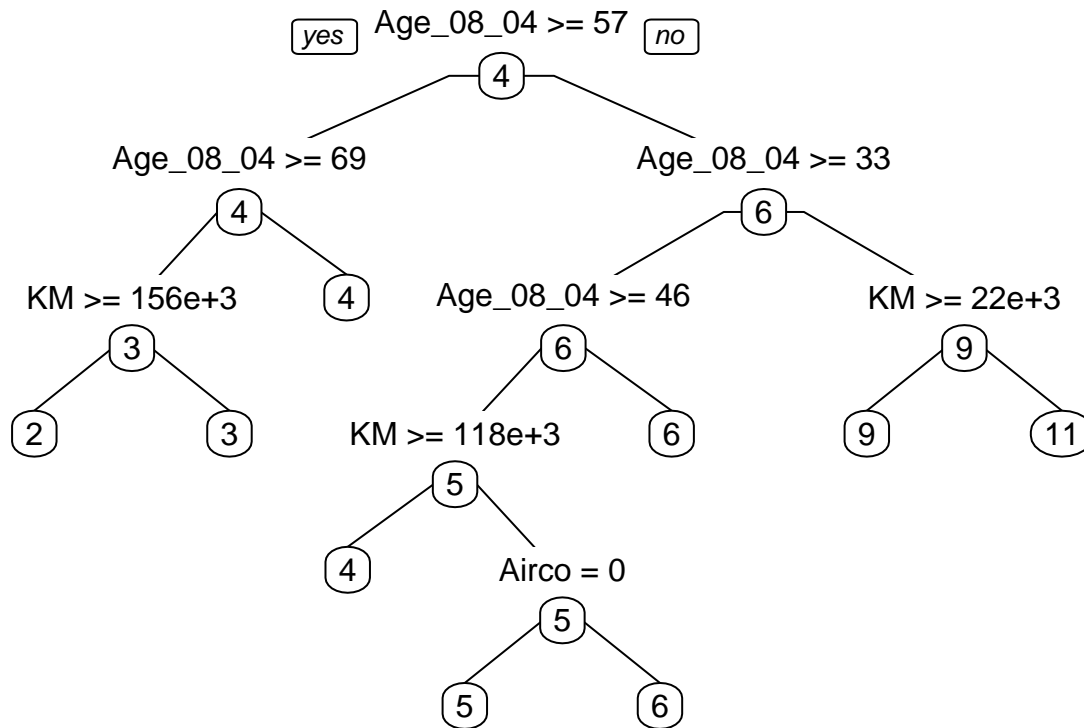 yes Age_08_04 >= 57 no
4
Age_08_04 >= 69 Age_08_04 >= 33
4 6
KM >= 156e+3 4 Age_08_04 >= 46 KM >= 22e+3
3 6 9
2 3 KM >= 118e+3 6 9 11
5
4 Airco = 0
5
5 6